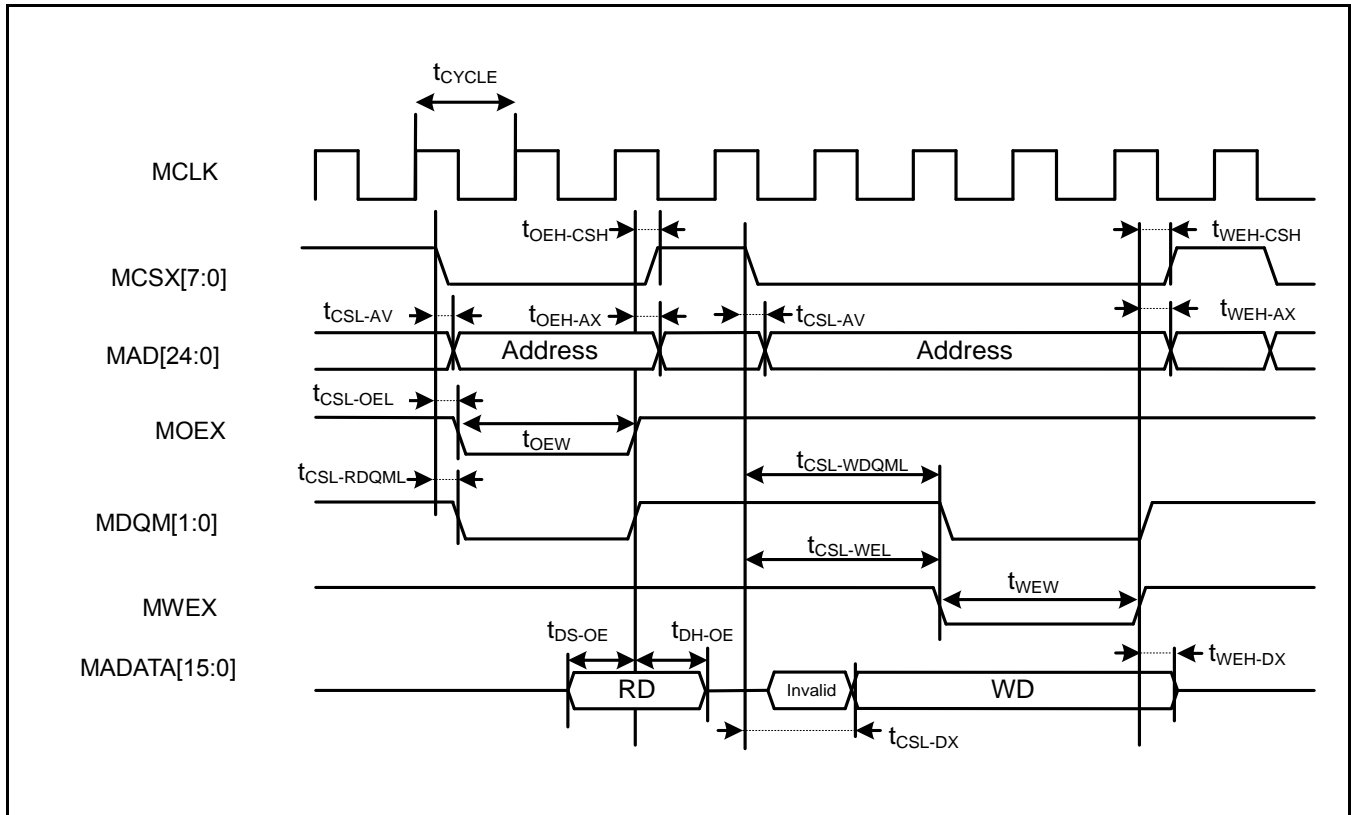 tCYCLE
MCLK
tOEH-CSH
tWEH-CSH
MCSX[7:0]
tCSL-AV
tOEH-AX
tCSL-AV
tWEH-AX
MAD[24:0]
Address
Address
tCSL-OEL
MOEX
tOEW
tCSL-RDQML
tCSL-WDQML
MDQM[1:0]
tCSL-WEL
MWEX
tWEW
tDS-OE
tDH-OE
MADATA[15:0]
tWEH-DX
RD
Invalid
WD
tCSL-DX